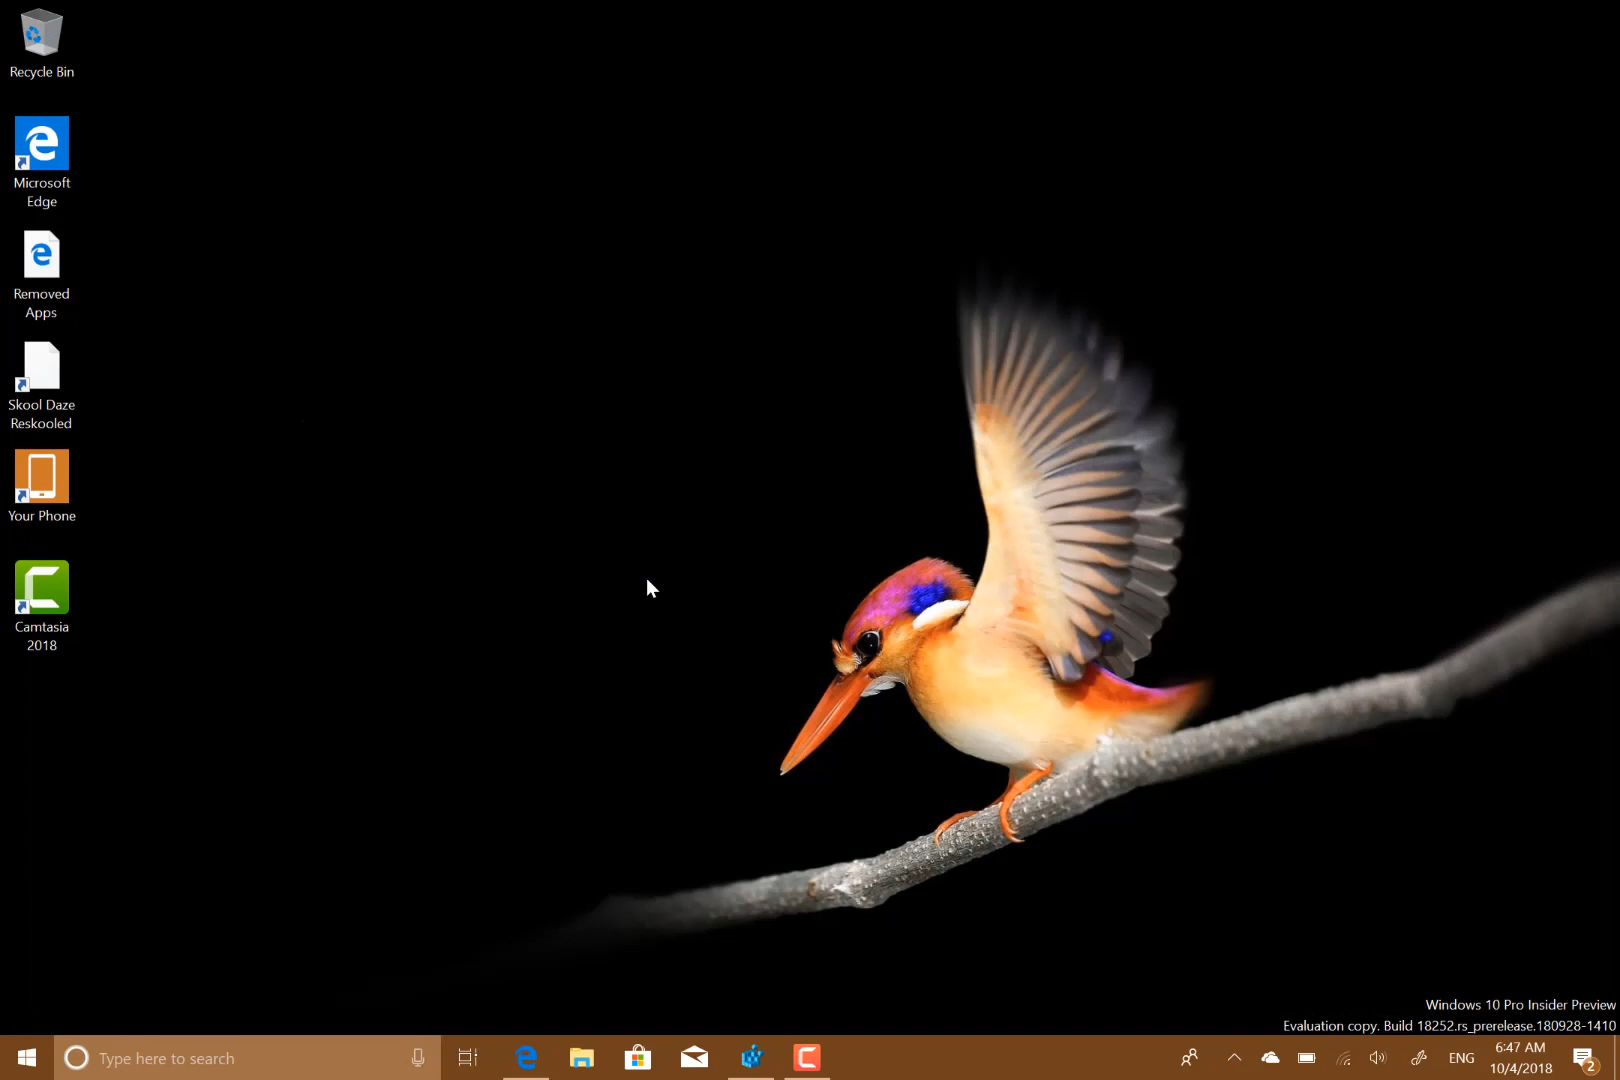 Recycle Bin
Microsoft
Edge
Removed
Apps
Skool Daze
Reskooled
Your Phone
Camtasia
2018
Windows 10 Pro Insider Preview
Evaluation copy. Build 18252.rs_prerelease.180928-1410
Type here to search
ENG
6:47 AM
10/4/2018
2